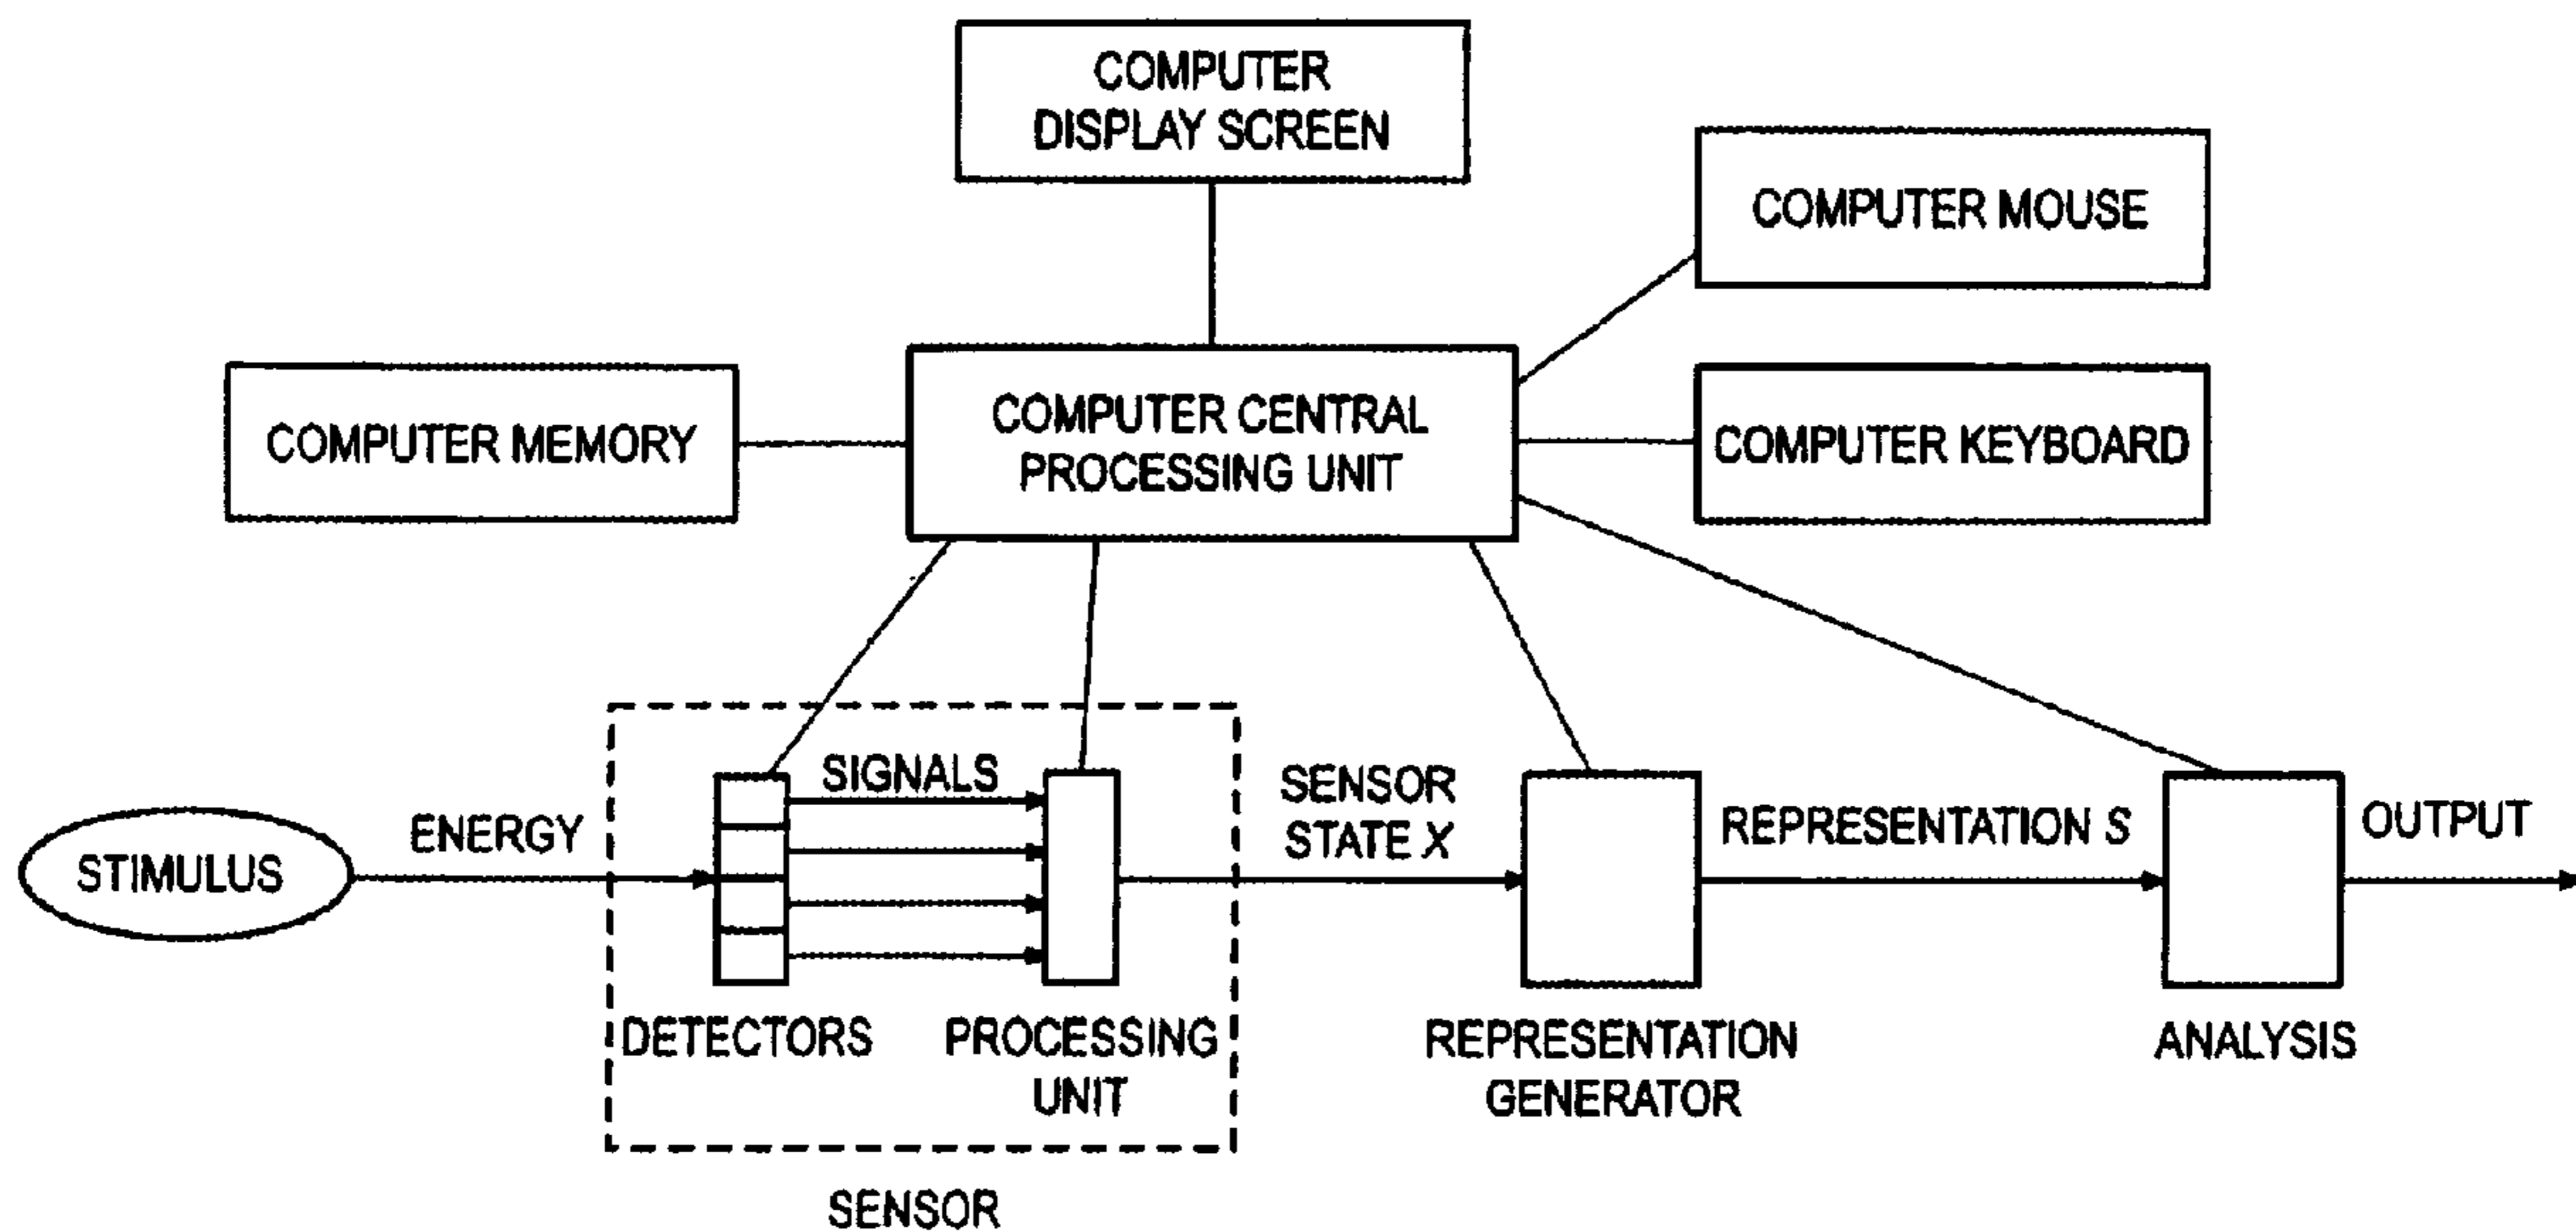 COMPUTER
DISPLAY SCREEN
COMPUTER MOUSE
COMPUTER MEMORY
COMPUTER CENTRAL
PROCESSING UNIT
COMPUTER KEYBOARD
STIMULUS
ENERGY
SIGNALS
SENSOR
STATE X
REPRESENTATION S
OUTPUT
DETECTORS
PROCESSING
UNIT
REPRESENTATION
GENERATOR
ANALYSIS
SENSOR